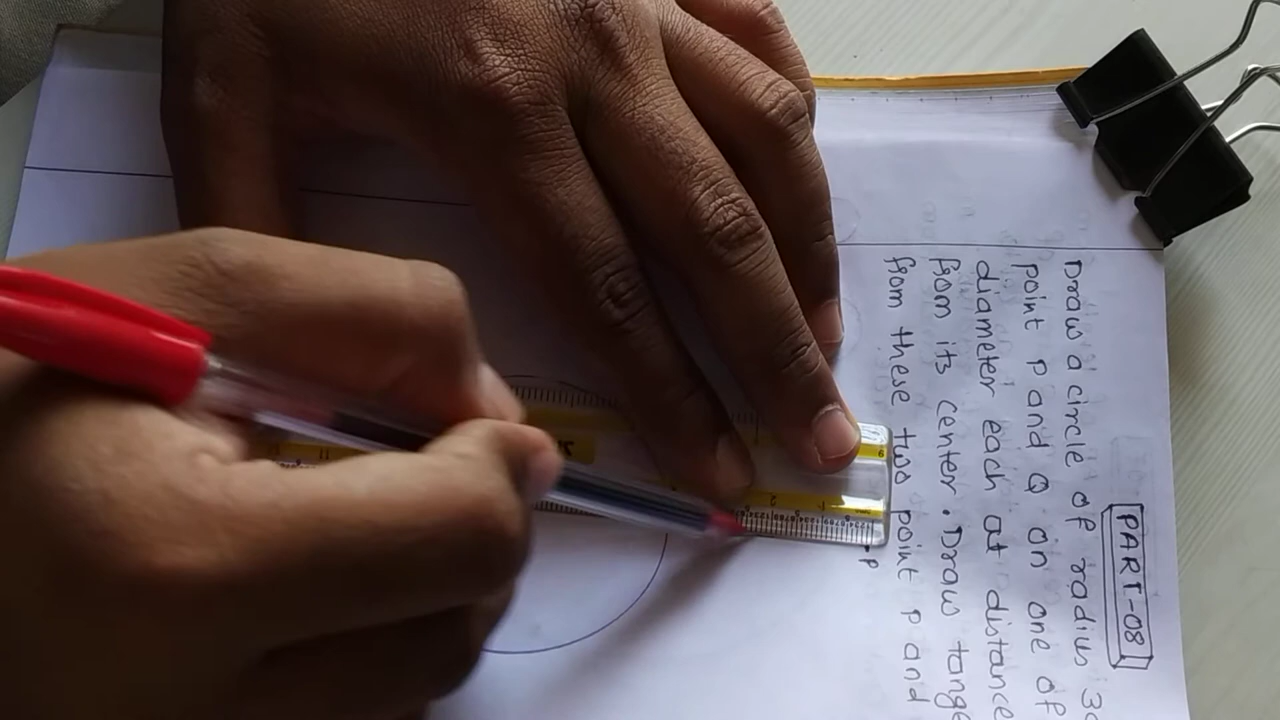 PART-08
Draw a circle of radius 3c
point P and Q on one of
diameter each at distance
from its center. Draw tange
from these two point P and
P